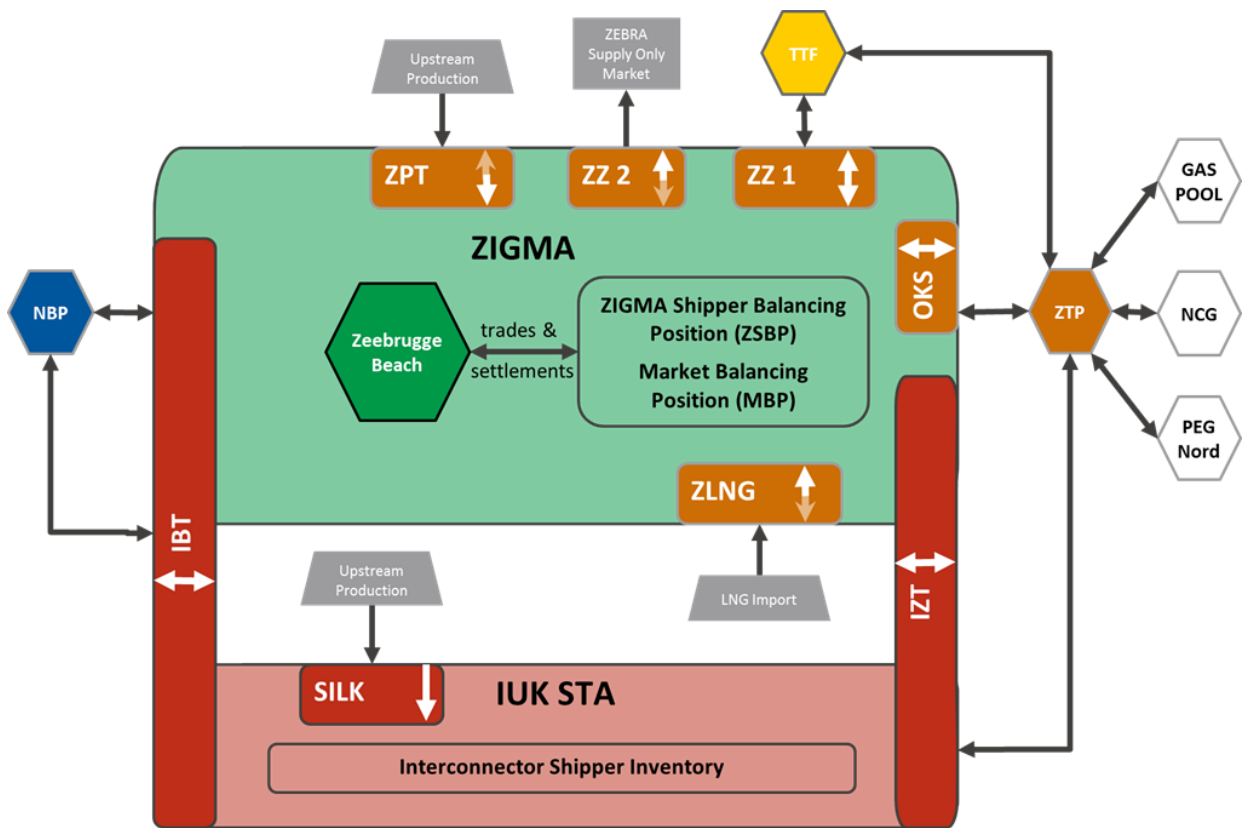 Upstream
Production
ZEBRA
Supply Only
Market
TTF
ZPT
ZZ 2
ZZ 1
GAS
POOL
ZIGMA
OKS
NBP
Zeebrugge
Beach
trades &
settlements
ZIGMA Shipper Balancing
Position (ZSBP)
Market Balancing
Position (MBP)
ZTP
NCG
PEG
Nord
ZLNG
IBT
Upstream
Production
LNG Import
IZT
SILK
IUK STA
Interconnector Shipper Inventory